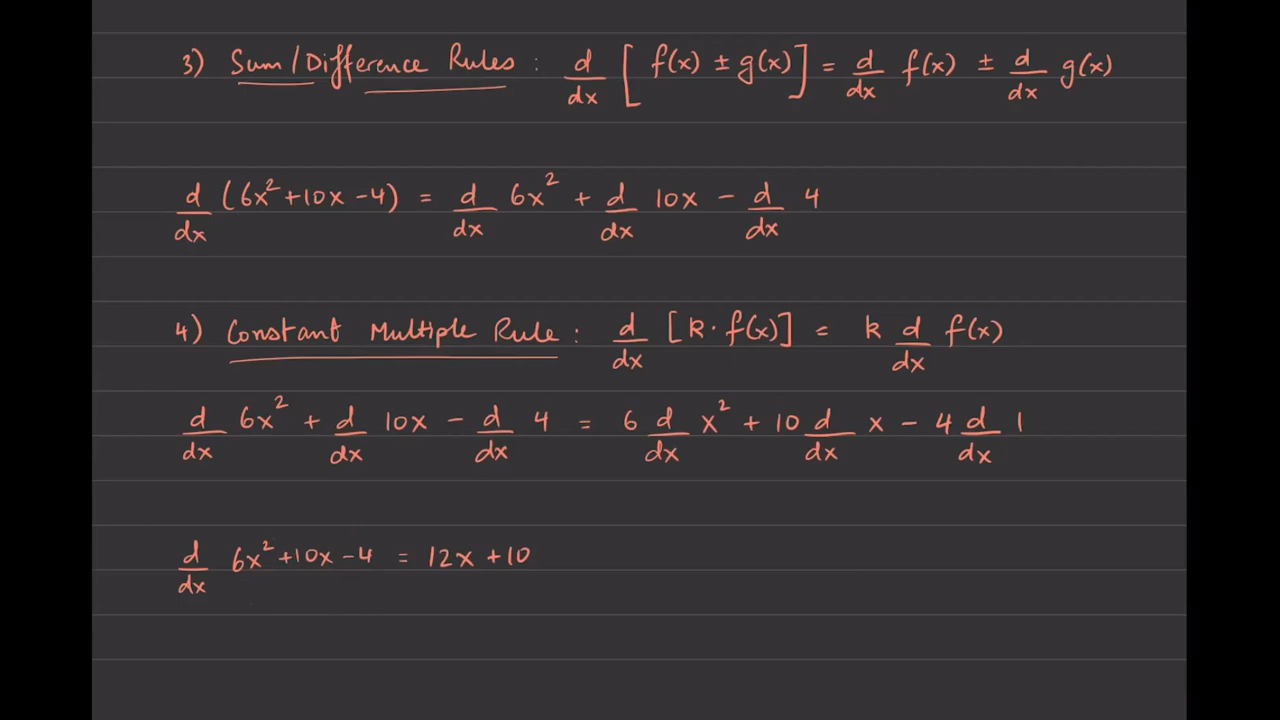 3) Sum/Difference Rules : d/dx [f(x) ± g(x)] = d/dx f(x) ± d/dx g(x)
d/dx (6x² + 10x - 4) = d/dx 6x² + d/dx 10x - d/dx 4
4) Constant Multiple Rule : d/dx [k · f(x)] = k d/dx f(x)
d/dx 6x² + d/dx 10x - d/dx 4 = 6 d/dx x² + 10 d/dx x - 4 d/dx 1
d/dx 6x² + 10x - 4 = 12x + 10